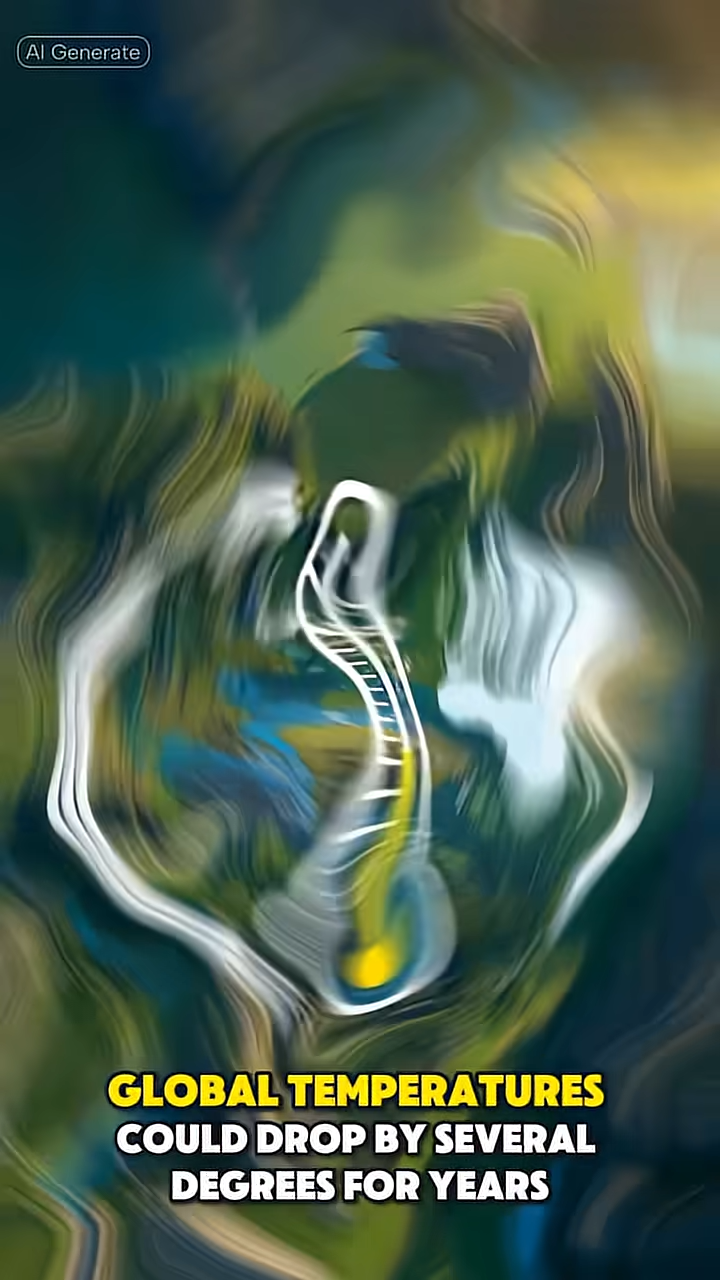 AI Generate
GLOBAL TEMPERATURES
COULD DROP BY SEVERAL
DEGREES FOR YEARS